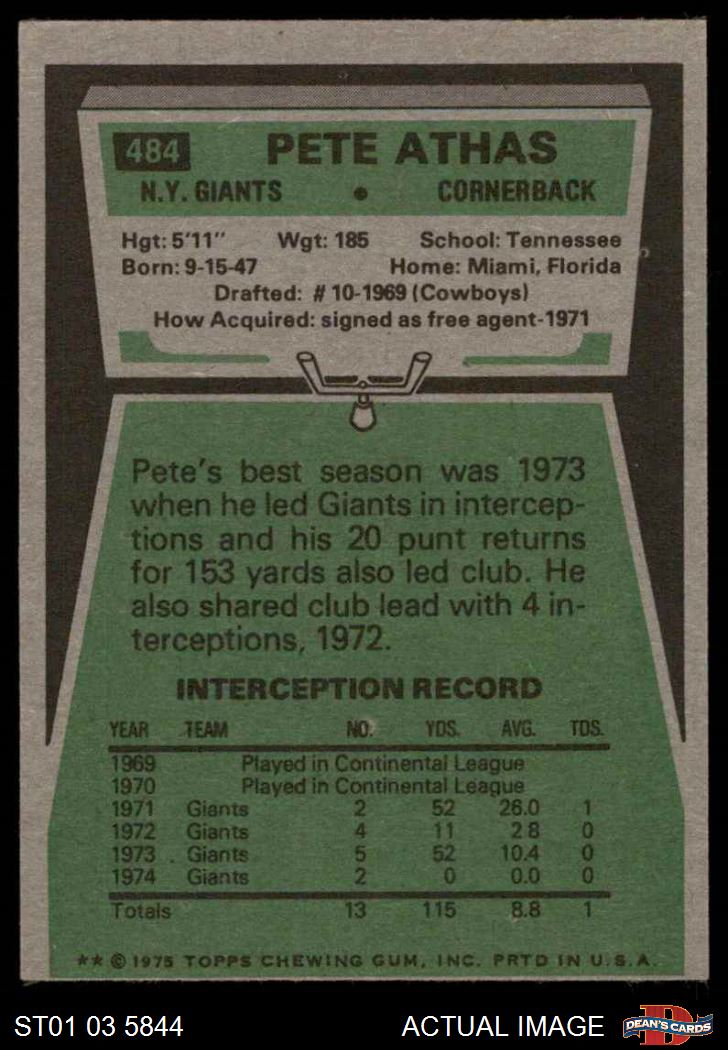 484 PETE ATHAS
N.Y. GIANTS • CORNERBACK
Hgt: 5'11" Wgt: 185 School: Tennessee
Born: 9-15-47 Home: Miami, Florida
Drafted: # 10-1969 (Cowboys)
How Acquired: signed as free agent-1971
Pete's best season was 1973
when he led Giants in intercep-
tions and his 20 punt returns
for 153 yards also led club. He
also shared club lead with 4 in-
terceptions, 1972.
INTERCEPTION RECORD
YEAR TEAM NO. YDS. AVG. TDS.
1969 Played in Continental League
1970 Played in Continental League
1971 Giants 2 52 26.0 1
1972 Giants 4 11 2 8 0
1973 Giants 5 52 10.4 0
1974 Giants 2 0 0.0 0
Totals 13 115 8.8 1
** © 1975 TOPPS CHEWING GUM, INC. PRTD IN U.S.A.
ST01 03 5844 ACTUAL IMAGE D DEAN'S CARDS